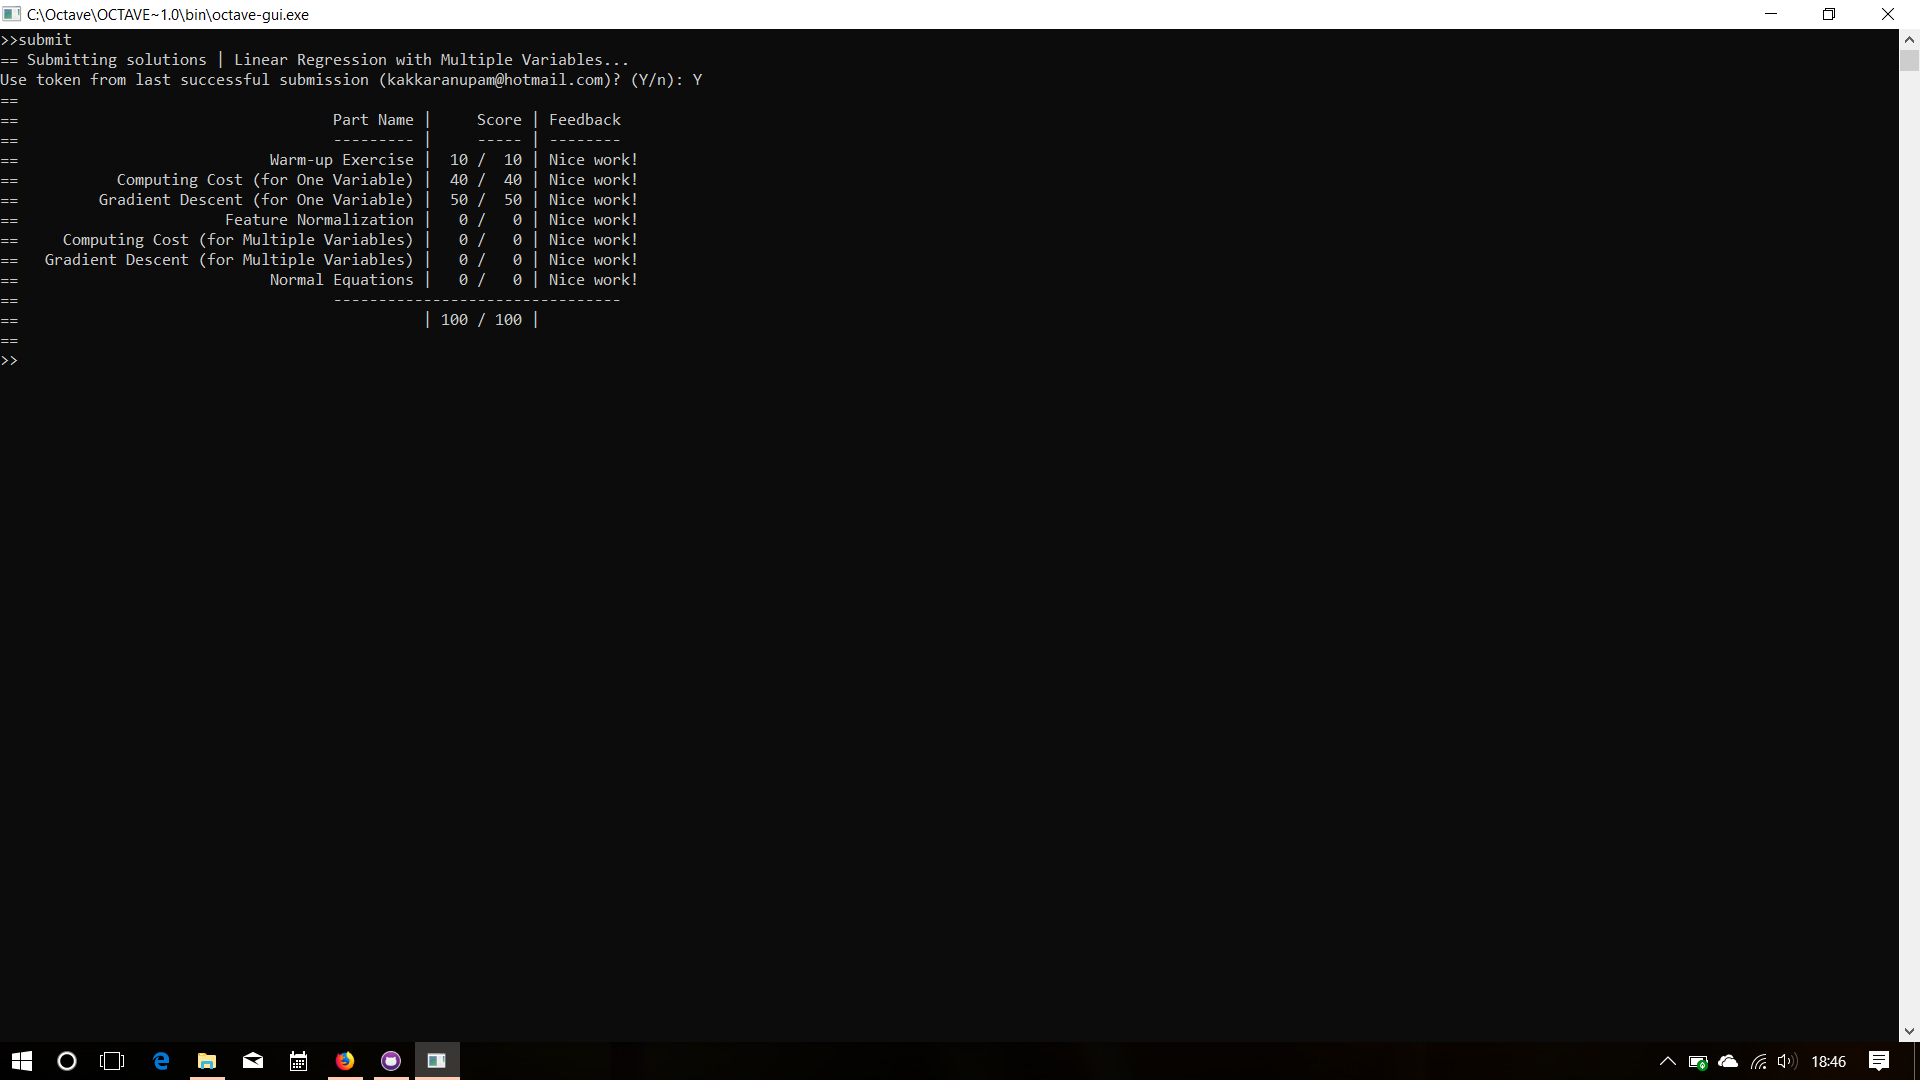 C:\Octave\OCTAVE~1.0\bin\octave-gui.exe
>>submit
== Submitting solutions | Linear Regression with Multiple Variables...
Use token from last successful submission (kakkaranupam@hotmail.com)? (Y/n): Y
==
== Part Name | Score | Feedback
== --------- | ----- | --------
== Warm-up Exercise | 10 / 10 | Nice work!
== Computing Cost (for One Variable) | 40 / 40 | Nice work!
== Gradient Descent (for One Variable) | 50 / 50 | Nice work!
== Feature Normalization | 0 / 0 | Nice work!
== Computing Cost (for Multiple Variables) | 0 / 0 | Nice work!
== Gradient Descent (for Multiple Variables) | 0 / 0 | Nice work!
== Normal Equations | 0 / 0 | Nice work!
== --------------------------------
== | 100 / 100 |
==
>>
18:46